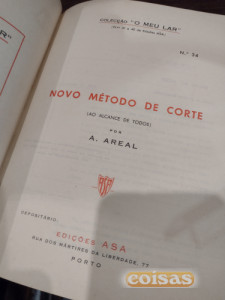 COLECÇÃO "O MEU LAR"
N.º 14
NOVO MÉTODO DE CORTE
(AO ALCANCE DE TODOS)
POR
A. AREAL
DEPOSITÁRIO:
EDIÇÕES ASA
RUA DOS MÁRTIRES DA LIBERDADE, 77
PORTO
coisas